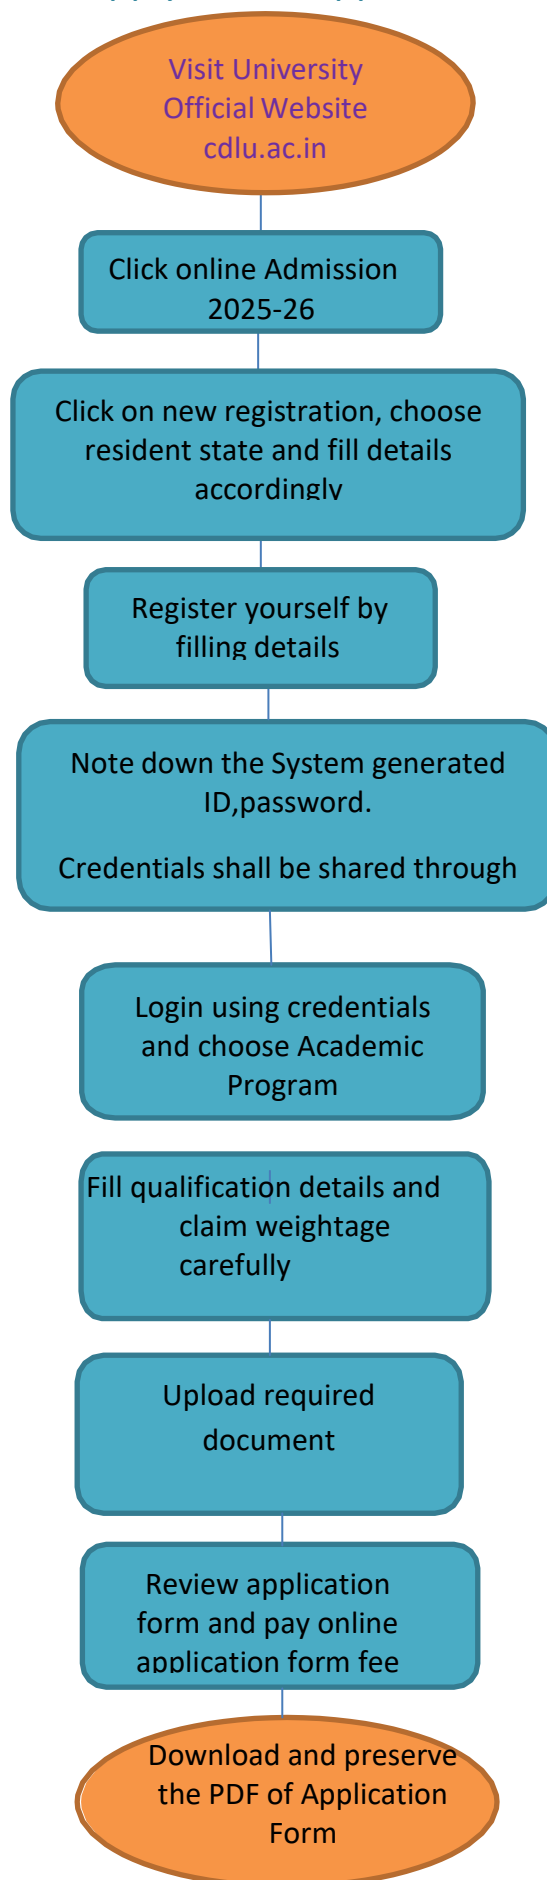 Visit University
Official Website
cdlu.ac.in
Click online Admission
2025-26
Click on new registration, choose
resident state and fill details
accordingly
Register yourself by
filling details
Note down the System generated
ID,password.
Credentials shall be shared through
Login using credentials
and choose Academic
Program
Fill qualification details and
claim weightage
carefully
Upload required
document
Review application
form and pay online
application form fee
Download and preserve
the PDF of Application
Form